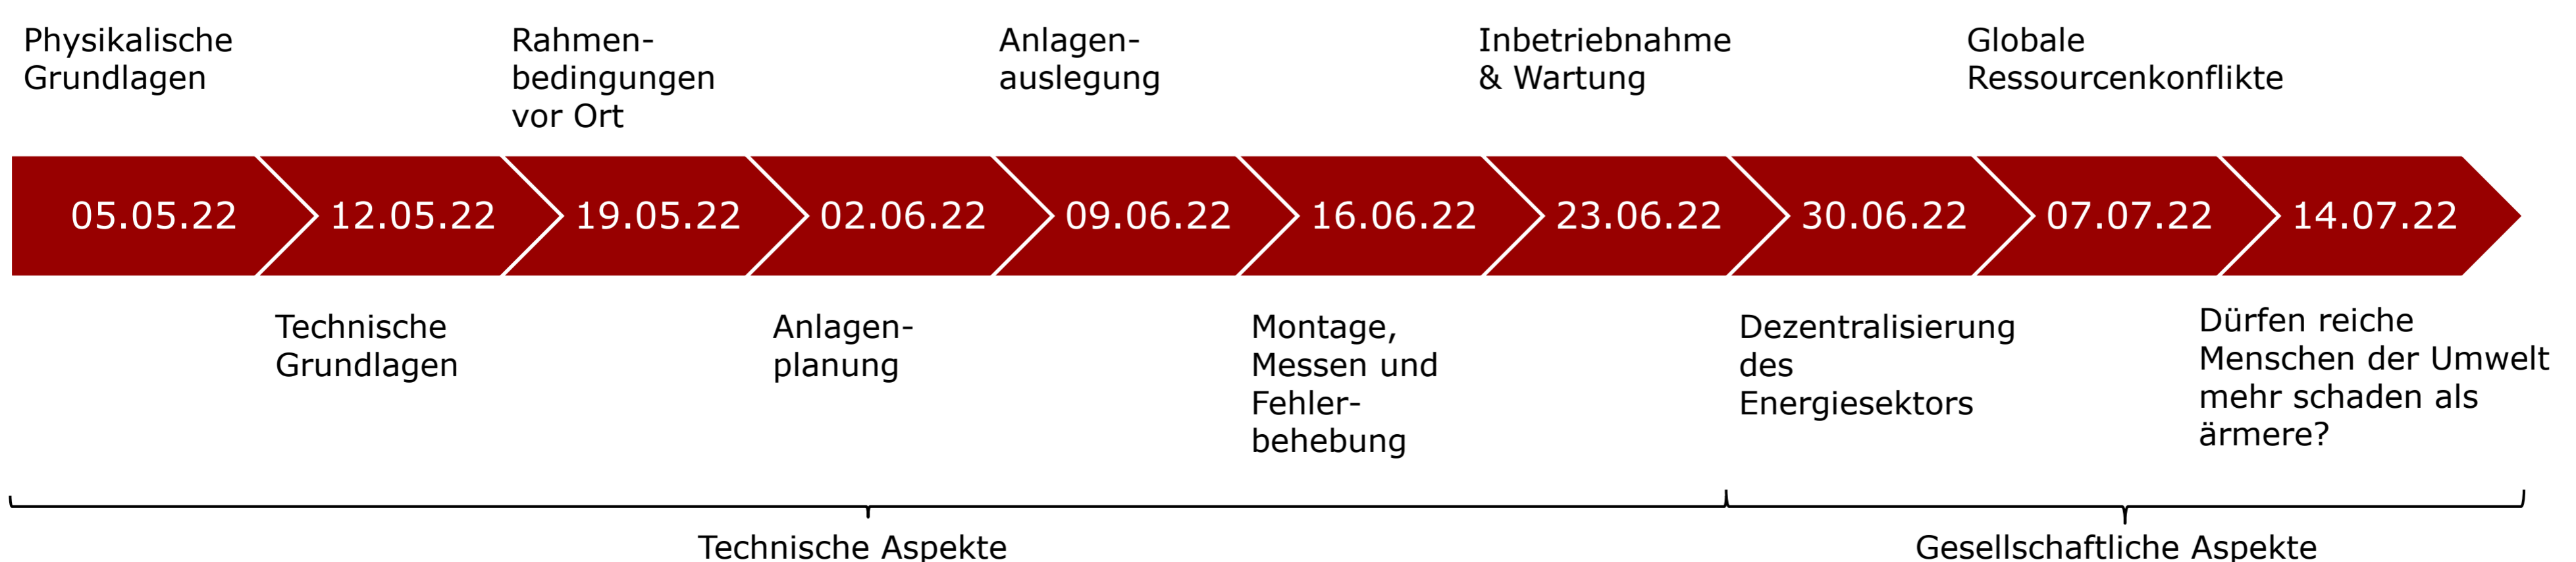 Physikalische
Grundlagen
Rahmen-
bedingungen
vor Ort
Anlagen-
auslegung
Inbetriebnahme
& Wartung
Globale
Ressourcenkonflikte
05.05.22
12.05.22
19.05.22
02.06.22
09.06.22
16.06.22
23.06.22
30.06.22
07.07.22
14.07.22
Technische
Grundlagen
Anlagen-
planung
Montage,
Messen und
Fehler-
behebung
Dezentralisierung
des
Energiesektors
Dürfen reiche
Menschen der Umwelt
mehr schaden als
ärmere?
Technische Aspekte
Gesellschaftliche Aspekte